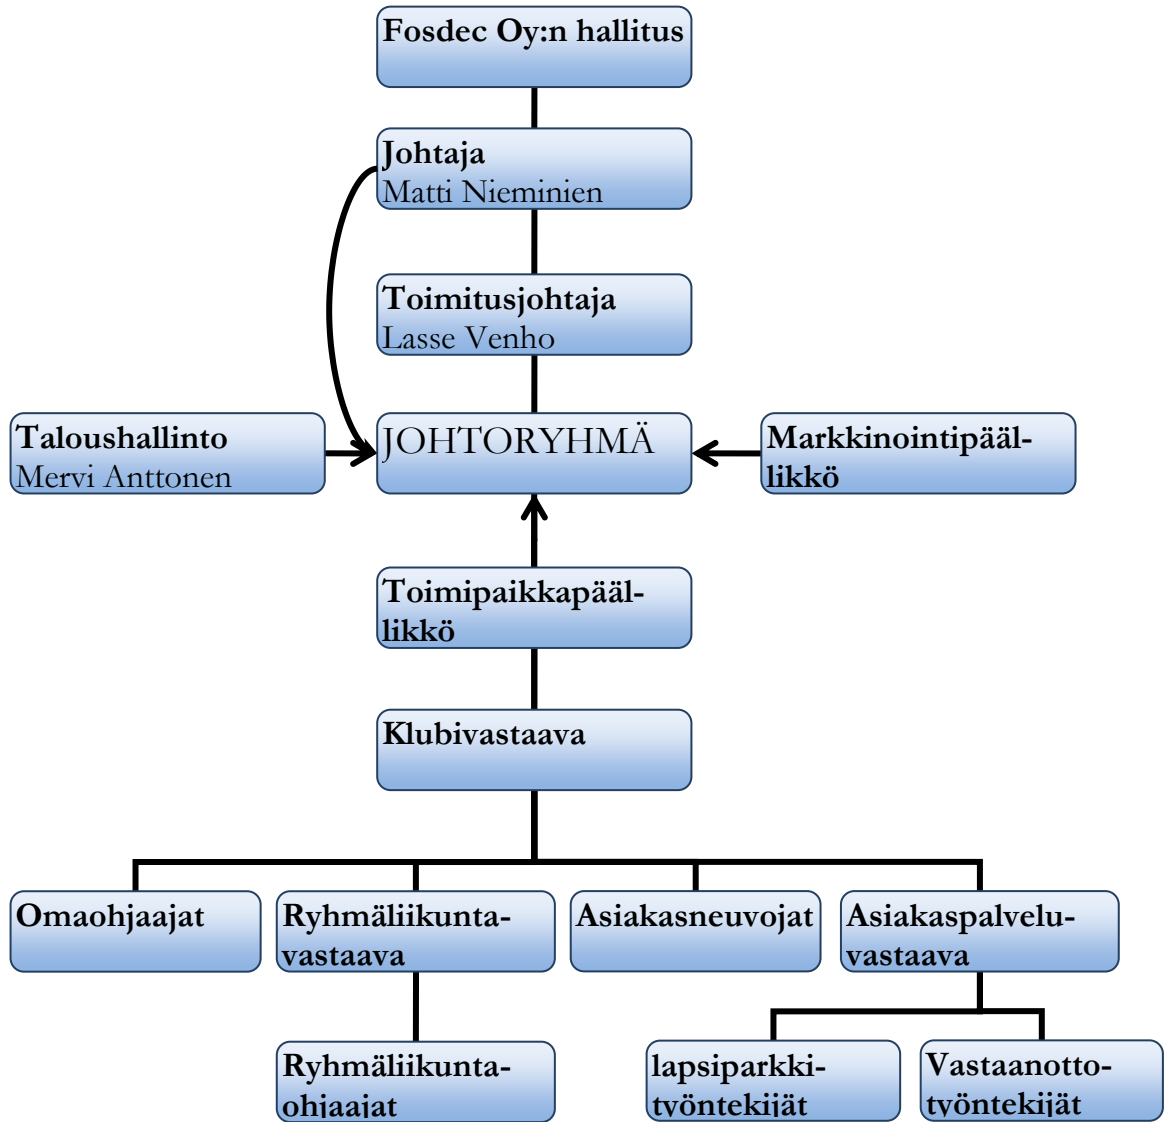 Fosdec Oy:n hallitus
Johtaja
Matti Nieminien
Toimitusjohtaja
Lasse Venho
Taloushallinto
Mervi Anttonen
JOHTORYHMÄ
Markkinointipääl-
likkö
Toimipaikkapääl-
likkö
Klubivastaava
Omaohjaajat
Ryhmäliikunta-
vastaava
Asiakasneuvojat
Asiakaspalvelu-
vastaava
Ryhmäliikunta-
ohjaajat
lapsiparkki-
työntekijät
Vastaanotto-
työntekijät